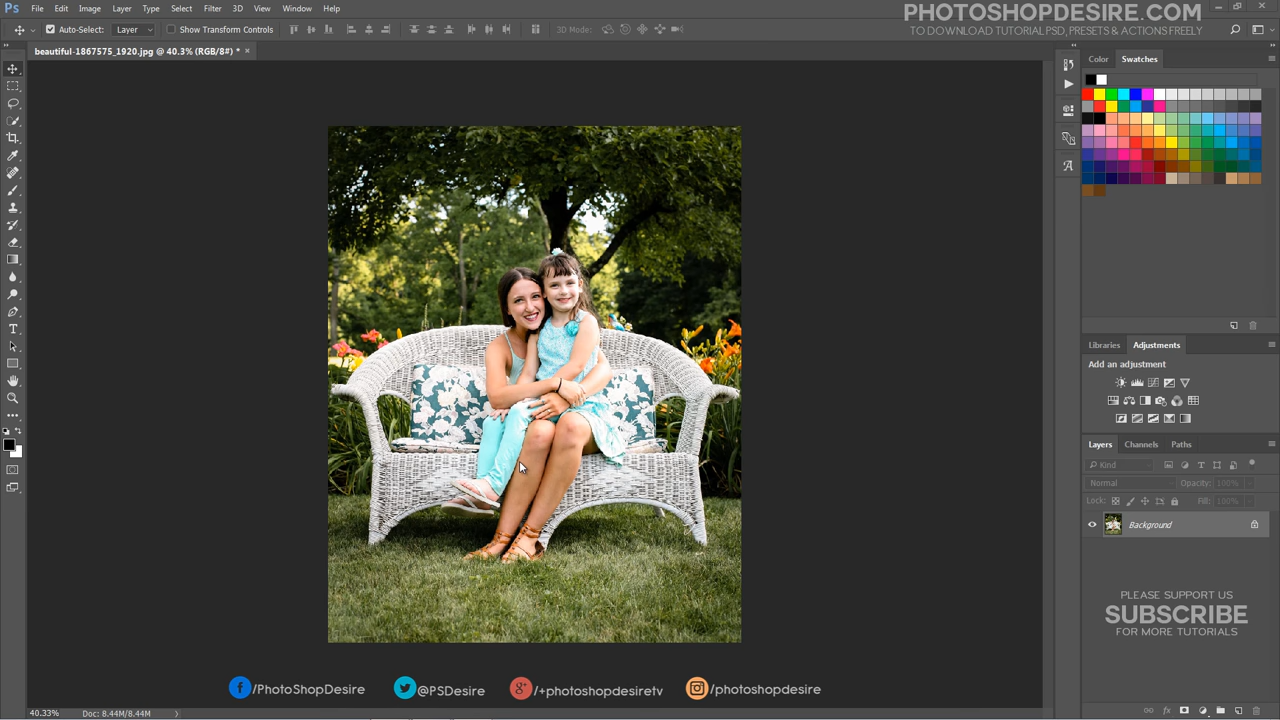 Ps File Edit Image Layer Type Select Filter 3D View Window Help
PHOTOSHOPDESIRE.COM
TO DOWNLOAD TUTORIAL PSD, PRESETS & ACTIONS FREELY
Auto-Select: Layer Show Transform Controls 3D Mode:
beautiful-1867575_1920.jpg @ 40.3% (RGB/8#) * ×
Color Swatches
Libraries Adjustments
Add an adjustment
Layers Channels Paths
Kind
Normal Opacity: 100%
Lock: Fill: 100%
Background
PLEASE SUPPORT US
SUBSCRIBE
FOR MORE TUTORIALS
/PhotoShopDesire @PSDesire /+photoshopdesiretv /photoshopdesire
40.33% Doc: 8.44M/8.44M